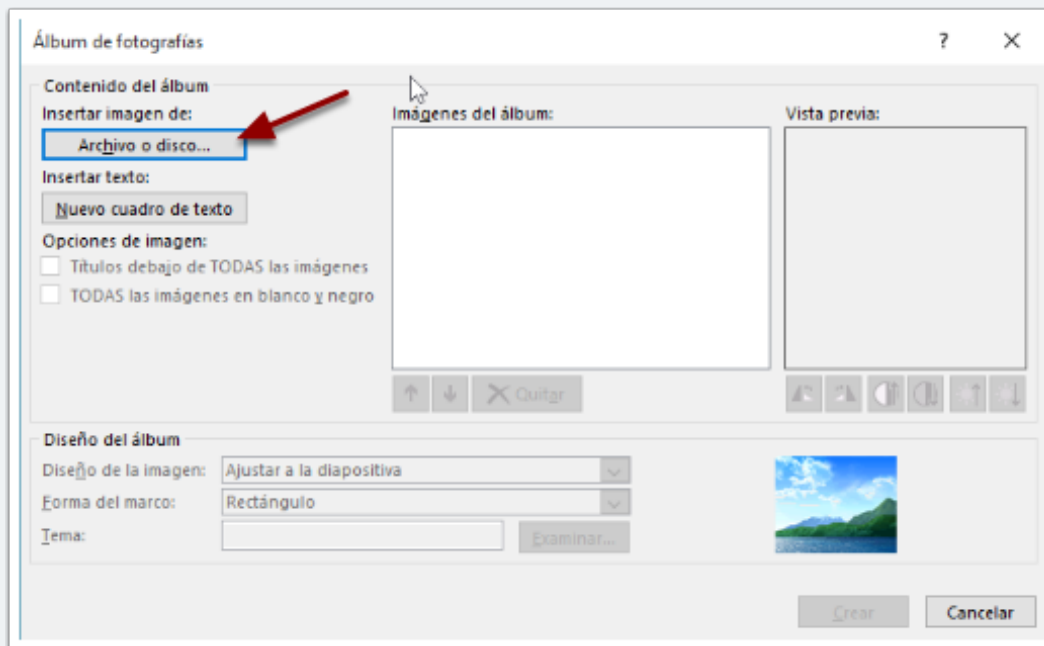 Álbum de fotografías
?
Contenido del álbum
Insertar imagen de:
Archivo o disco...
Insertar texto:
Nuevo cuadro de texto
Opciones de imagen:
Títulos debajo de TODAS las imágenes
TODAS las imágenes en blanco y negro
Imágenes del álbum:
Quitar
Vista previa:
Diseño del álbum
Diseño de la imagen: Ajustar a la diapositiva
Forma del marco: Rectángulo
Tema: Examinar...
Crear Cancelar